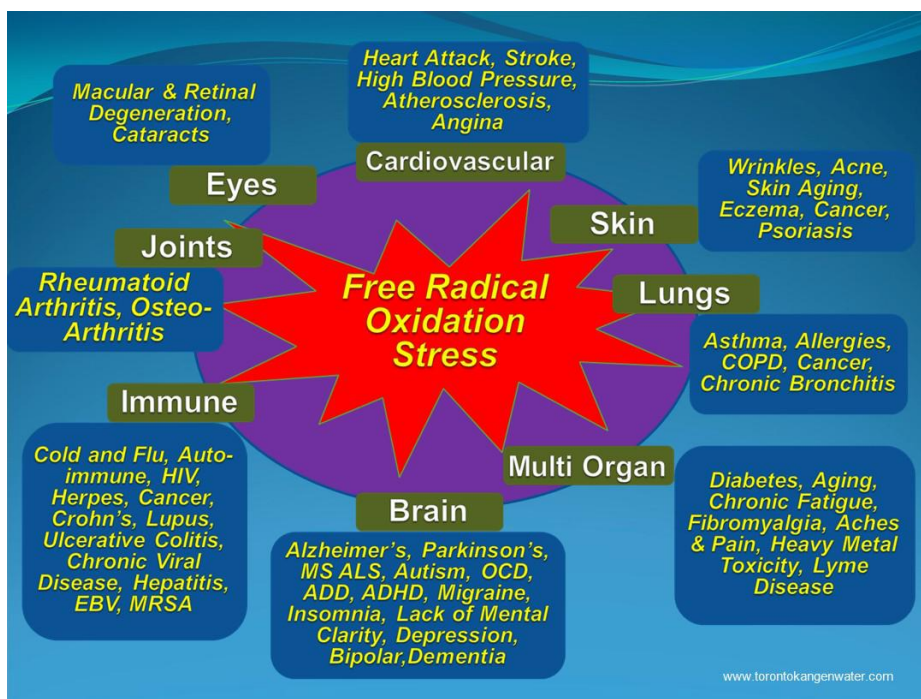 Heart Attack, Stroke,
High Blood Pressure,
Atherosclerosis,
Angina
Cardiovascular
Macular & Retinal
Degeneration,
Cataracts
Eyes
Wrinkles, Acne,
Skin Aging,
Eczema, Cancer,
Psoriasis
Skin
Joints
Rheumatoid
Arthritis, Osteo-
Arthritis
Free Radical
Oxidation
Stress
Lungs
Asthma, Allergies,
COPD, Cancer,
Chronic Bronchitis
Immune
Cold and Flu, Auto-
immune, HIV,
Herpes, Cancer,
Crohn's, Lupus,
Ulcerative Colitis,
Chronic Viral
Disease, Hepatitis,
EBV, MRSA
Brain
Alzheimer's, Parkinson's,
MS ALS, Autism, OCD,
ADD, ADHD, Migraine,
Insomnia, Lack of Mental
Clarity, Depression,
Bipolar,Dementia
Multi Organ
Diabetes, Aging,
Chronic Fatigue,
Fibromyalgia, Aches
& Pain, Heavy Metal
Toxicity, Lyme
Disease
www.torontokangenwater.com